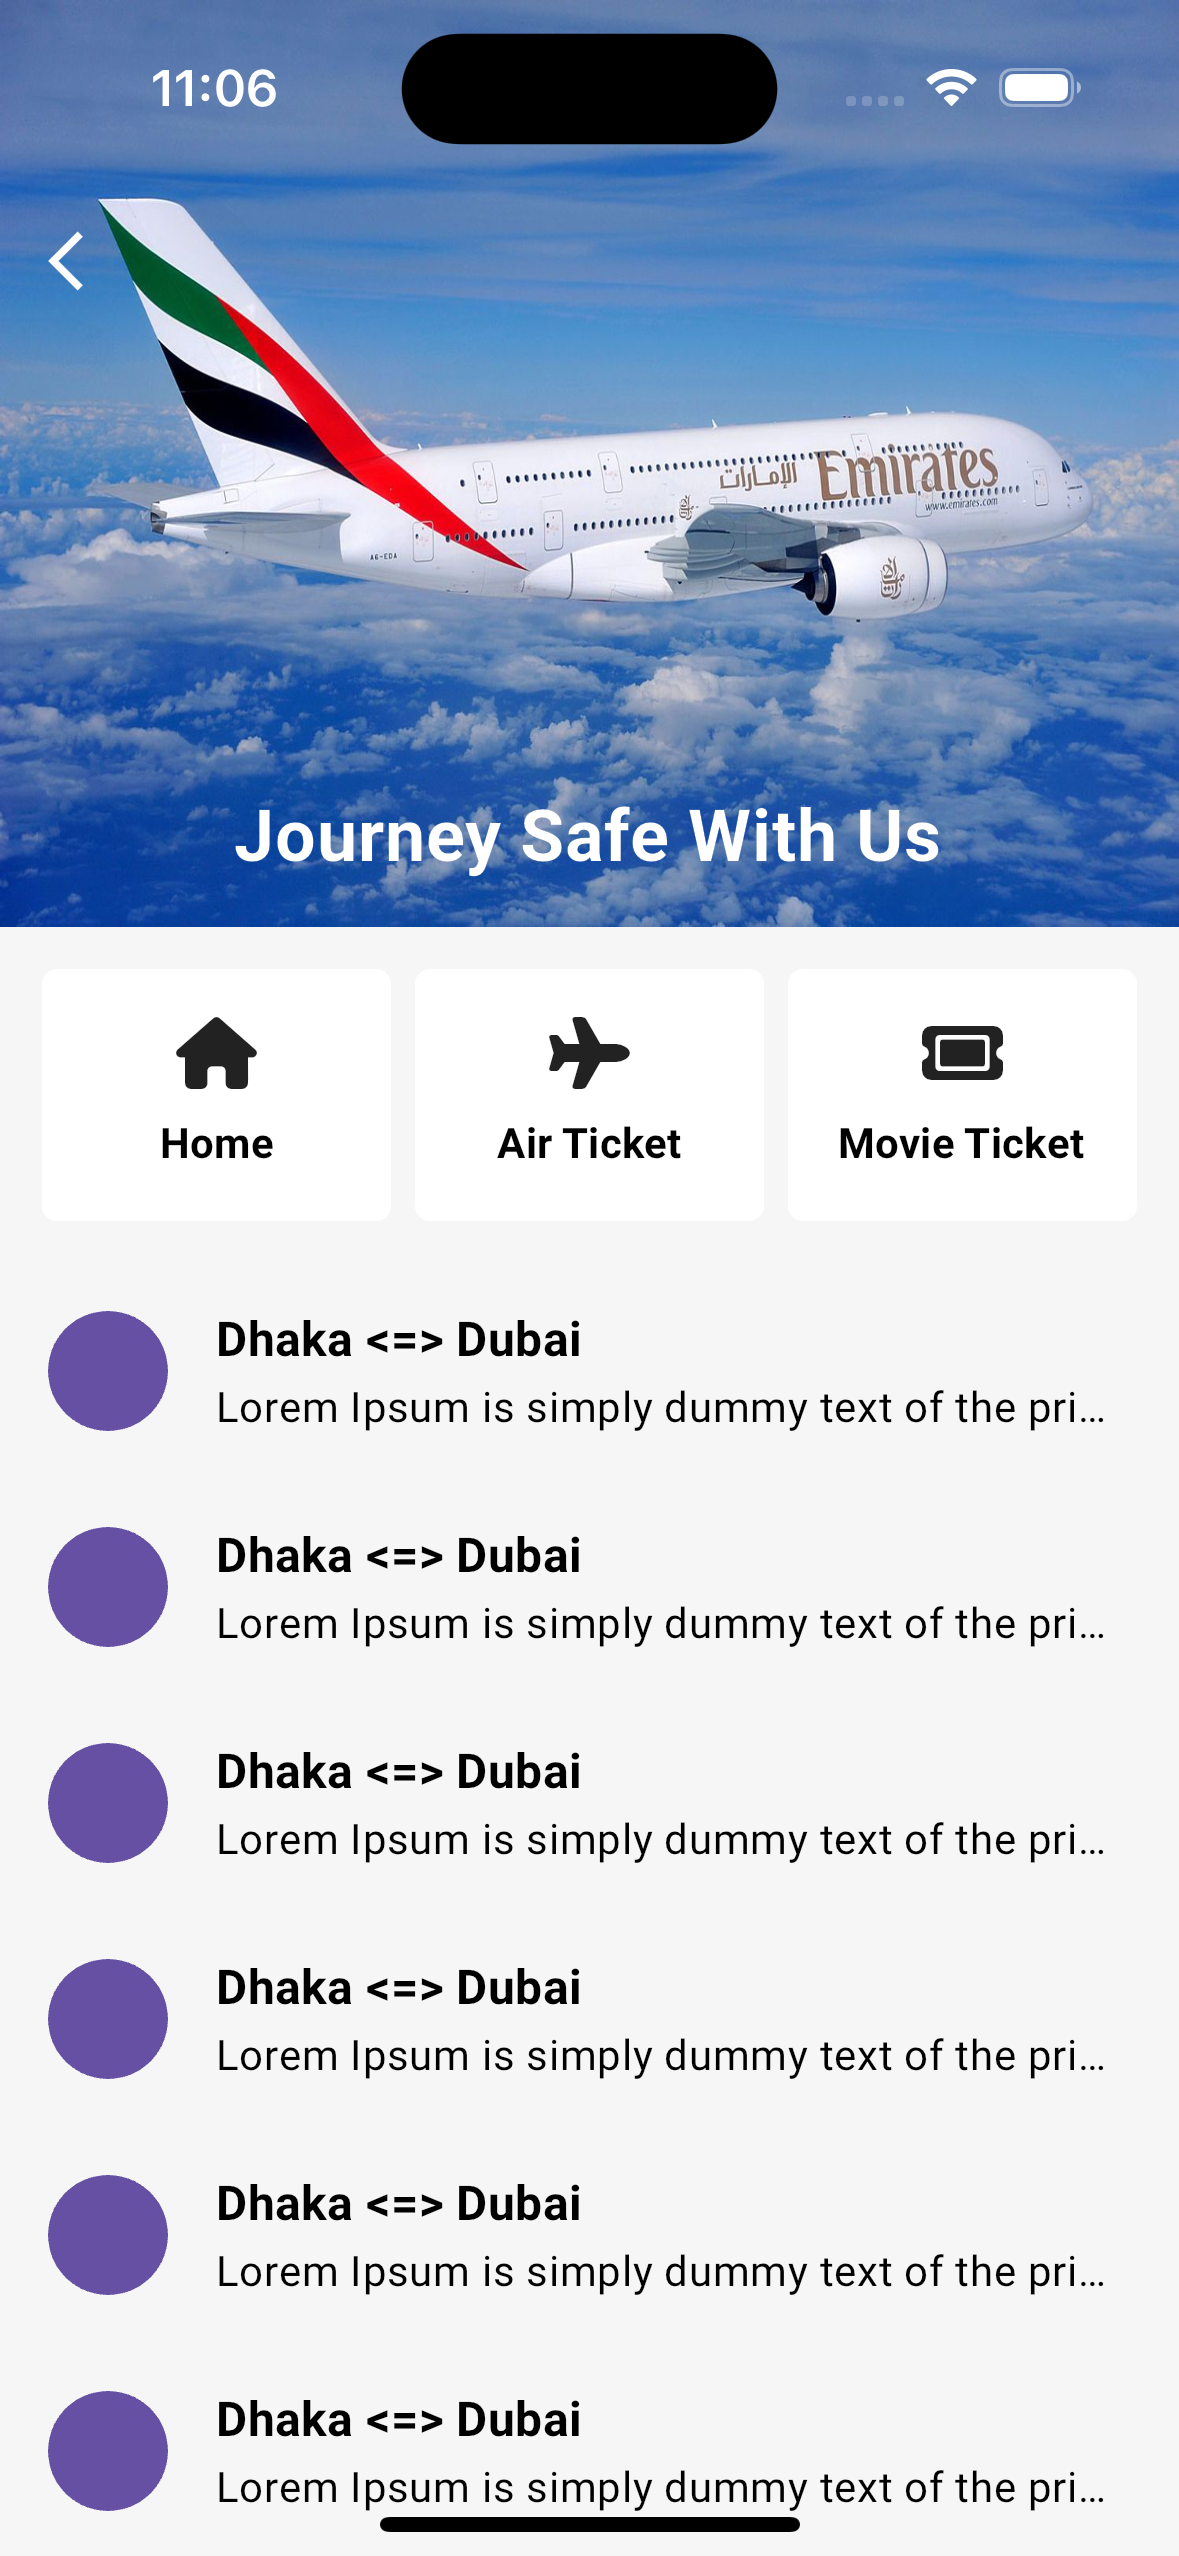 11:06
الإمارات
Emirates
www.emirates.com
A6-EDA
Journey Safe With Us
Home
Air Ticket
Movie Ticket
Dhaka <=> Dubai
Lorem Ipsum is simply dummy text of the pri...
Dhaka <=> Dubai
Lorem Ipsum is simply dummy text of the pri...
Dhaka <=> Dubai
Lorem Ipsum is simply dummy text of the pri...
Dhaka <=> Dubai
Lorem Ipsum is simply dummy text of the pri...
Dhaka <=> Dubai
Lorem Ipsum is simply dummy text of the pri...
Dhaka <=> Dubai
Lorem Ipsum is simply dummy text of the pri...